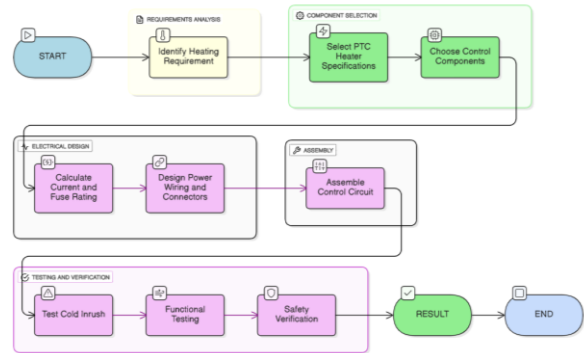 REQUIREMENTS ANALYSIS
COMPONENT SELECTION
START
Identify Heating
Requirement
Select PTC
Heater
Specifications
Choose Control
Components
ELECTRICAL DESIGN
ASSEMBLY
Calculate
Current and
Fuse Rating
Design Power
Wiring and
Connectors
Assemble
Control Circuit
TESTING AND VERIFICATION
Test Cold Inrush
Functional
Testing
Safety
Verification
RESULT
END